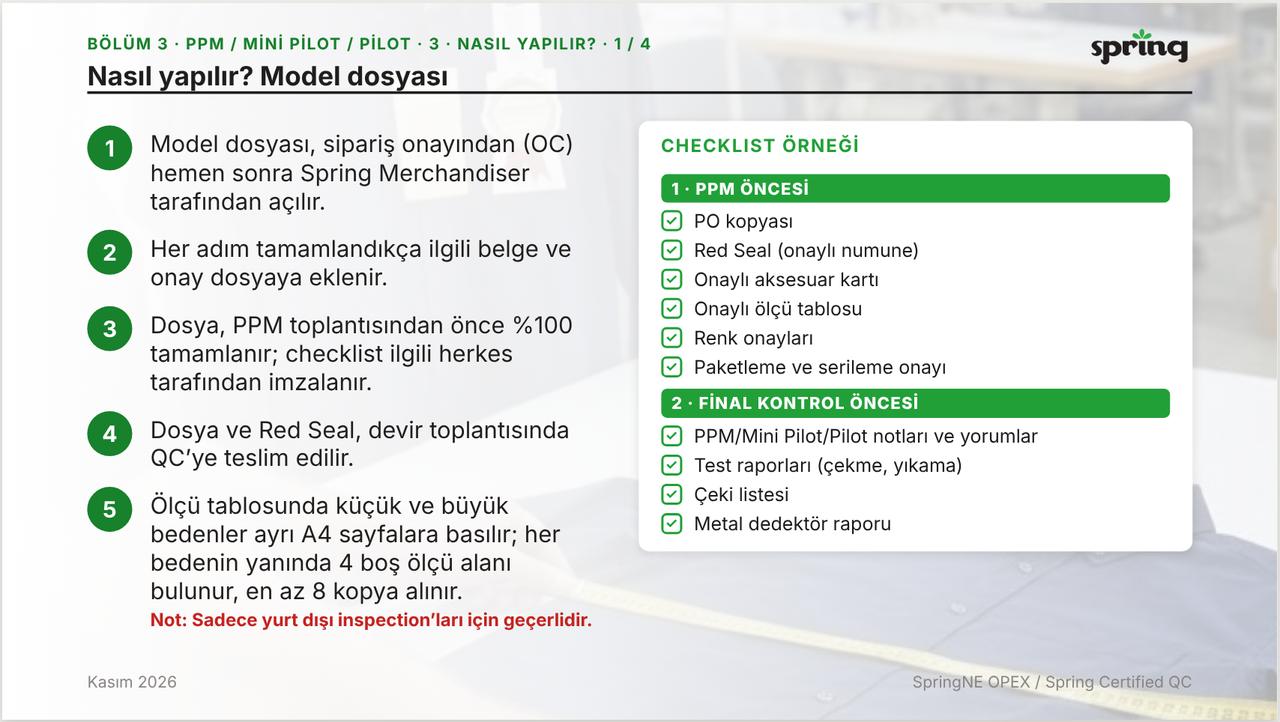 BÖLÜM 3 · PPM / MİNİ PİLOT / PİLOT · 3 · NASIL YAPILIR? · 1 / 4
spring
Nasıl yapılır? Model dosyası
1
Model dosyası, sipariş onayından (OC)
hemen sonra Spring Merchandiser
tarafından açılır.
2
Her adım tamamlandıkça ilgili belge ve
onay dosyaya eklenir.
3
Dosya, PPM toplantısından önce %100
tamamlanır; checklist ilgili herkes
tarafından imzalanır.
4
Dosya ve Red Seal, devir toplantısında
QC’ye teslim edilir.
5
Ölçü tablosunda küçük ve büyük
bedenler ayrı A4 sayfalara basılır; her
bedenin yanında 4 boş ölçü alanı
bulunur, en az 8 kopya alınır.
Not: Sadece yurt dışı inspection’ları için geçerlidir.
CHECKLIST ÖRNEĞİ
1 · PPM ÖNCESİ
PO kopyası
Red Seal (onaylı numune)
Onaylı aksesuar kartı
Onaylı ölçü tablosu
Renk onayları
Paketleme ve serileme onayı
2 · FİNAL KONTROL ÖNCESİ
PPM/Mini Pilot/Pilot notları ve yorumlar
Test raporları (çekme, yıkama)
Çeki listesi
Metal dedektör raporu
Kasım 2026
SpringNE OPEX / Spring Certified QC